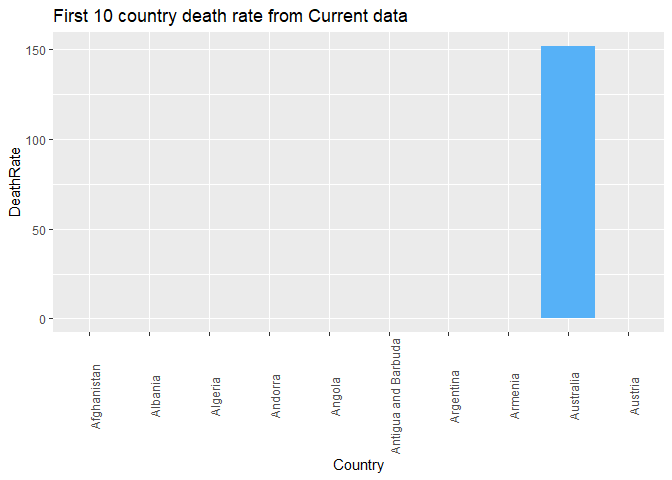 First 10 country death rate from Current data
150
100
50
0
DeathRate
Afghanistan
Albania
Algeria
Andorra
Angola
Antigua and Barbuda
Argentina
Armenia
Australia
Austria
Country